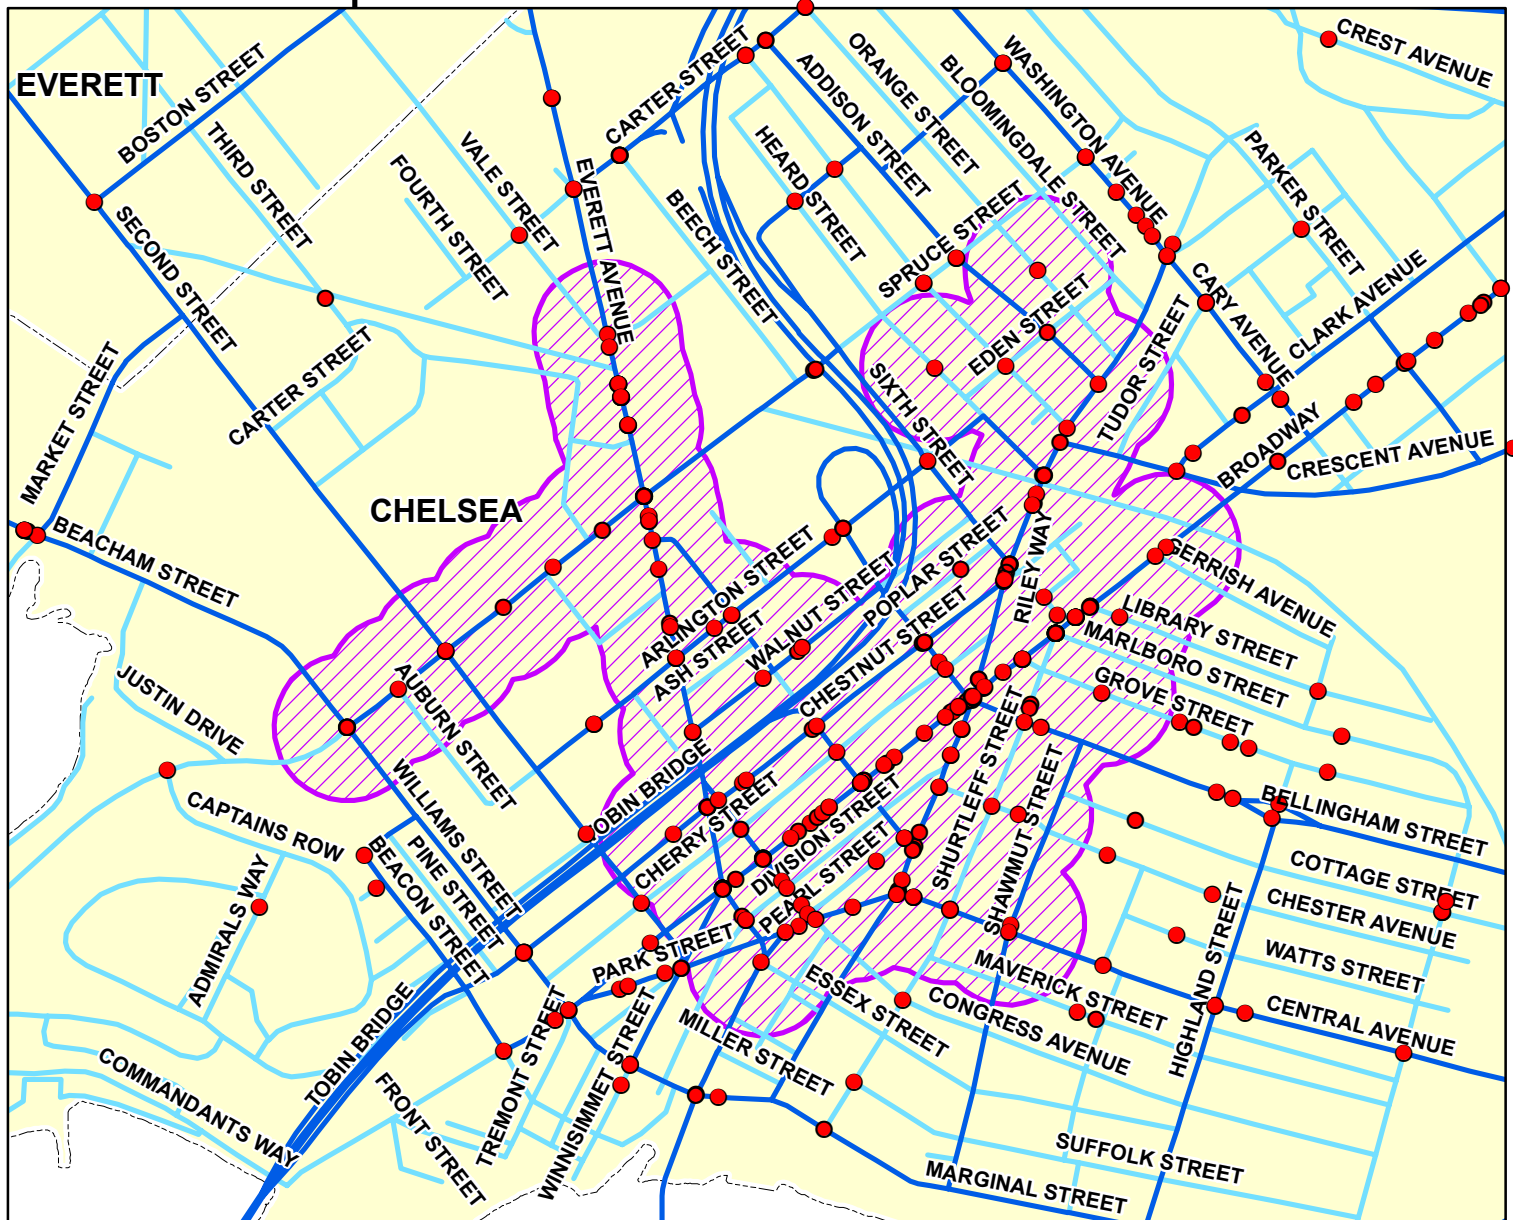 CREST AVENUE
WASHINGTON AVENUE
ORANGE STREET
BLOOMINGDALE STREET
CARTER STREET
ADDISON STREET
EVERETT
BOSTON STREET
THIRD STREET
VALE STREET
FOURTH STREET
HEARD STREET
PARKER STREET
EVERETT AVENUE
BEECH STREET
SPRUCE STREET
SECOND STREET
CARY AVENUE
CLARK AVENUE
EDEN STREET
TUDOR STREET
MARKET STREET
CARTER STREET
SIXTH STREET
BROADWAY
CRESCENT AVENUE
CHELSEA
BEACHAM STREET
ARLINGTON STREET
POPLAR STREET
RILEY WAY
GERRISH AVENUE
WALNUT STREET
ASH STREET
CHESTNUT STREET
LIBRARY STREET
MARLBORO STREET
GROVE STREET
JUSTIN DRIVE
AUBURN STREET
SHURTLEFF STREET
SHAWMUT STREET
TOBIN BRIDGE
CHERRY STREET
WILLIAMS STREET
CAPTAINS ROW
DIVISION STREET
PEARL STREET
BELLINGHAM STREET
PINE STREET
BEACON STREET
COTTAGE STREET
CHESTER AVENUE
ADMIRALS WAY
PARK STREET
HIGHLAND STREET
WATTS STREET
MAVERICK STREET
ESSEX STREET
CONGRESS AVENUE
CENTRAL AVENUE
TOBIN BRIDGE
MILLER STREET
TREMONT STREET
WINNISIMMET STREET
COMMANDANTS WAY
FRONT STREET
SUFFOLK STREET
MARGINAL STREET